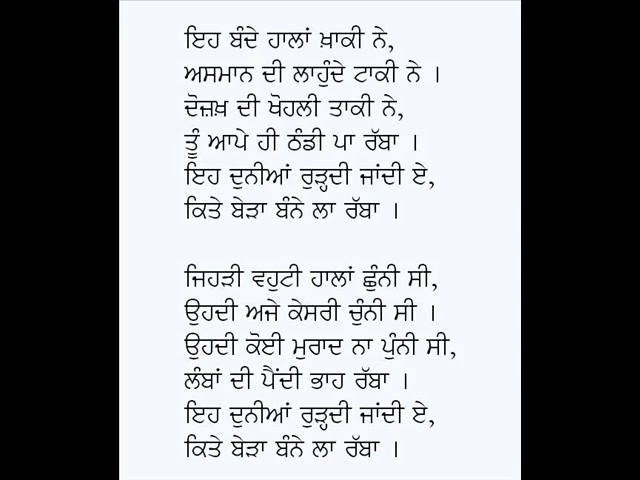 ਇਹ ਬੰਦੇ ਹਾਲਾਂ ਖ਼ਾਕੀ ਨੇ,
ਅਸਮਾਨ ਦੀ ਲਾਹੁੰਦੇ ਟਾਕੀ ਨੇ ।
ਦੋਜ਼ਖ਼ ਦੀ ਖੋਹਲੀ ਤਾਕੀ ਨੇ,
ਤੂੰ ਆਪੇ ਹੀ ਠੰਡੀ ਪਾ ਰੱਬਾ ।
ਇਹ ਦੁਨੀਆਂ ਰੁੜ੍ਹਦੀ ਜਾਂਦੀ ਏ,
ਕਿਤੇ ਬੇੜਾ ਬੰਨੇ ਲਾ ਰੱਬਾ ।
ਜਿਹੜੀ ਵਹੁਟੀ ਹਾਲਾਂ ਛੁੰਨੀ ਸੀ,
ਉਹਦੀ ਅਜੇ ਕੇਸਰੀ ਚੁੰਨੀ ਸੀ ।
ਉਹਦੀ ਕੋਈ ਮੁਰਾਦ ਨਾ ਪੁੰਨੀ ਸੀ,
ਲੰਬਾਂ ਦੀ ਪੈਂਦੀ ਭਾਹ ਰੱਬਾ ।
ਇਹ ਦੁਨੀਆਂ ਰੁੜ੍ਹਦੀ ਜਾਂਦੀ ਏ,
ਕਿਤੇ ਬੇੜਾ ਬੰਨੇ ਲਾ ਰੱਬਾ ।